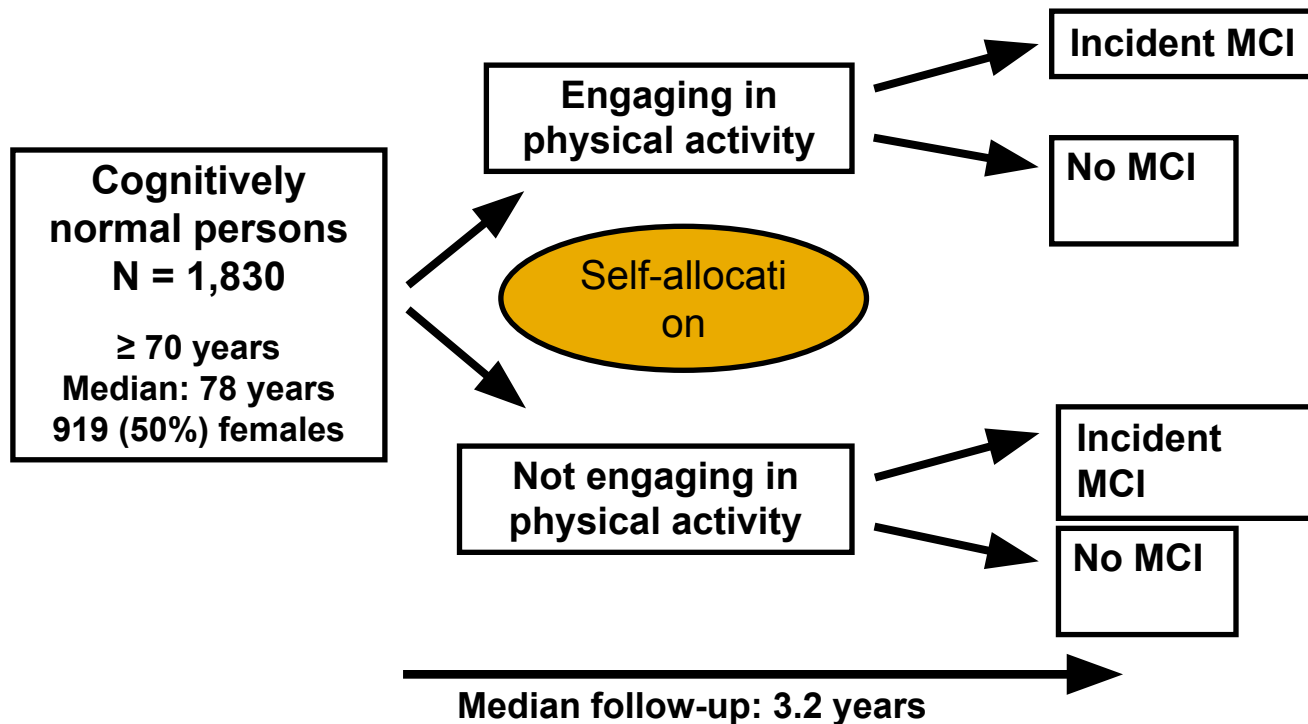 Cognitively
normal persons
N = 1,830
≥ 70 years
Median: 78 years
919 (50%) females
Engaging in
physical activity
Self-allocati
on
Not engaging in
physical activity
Incident MCI
No MCI
Incident
MCI
No MCI
Median follow-up: 3.2 years